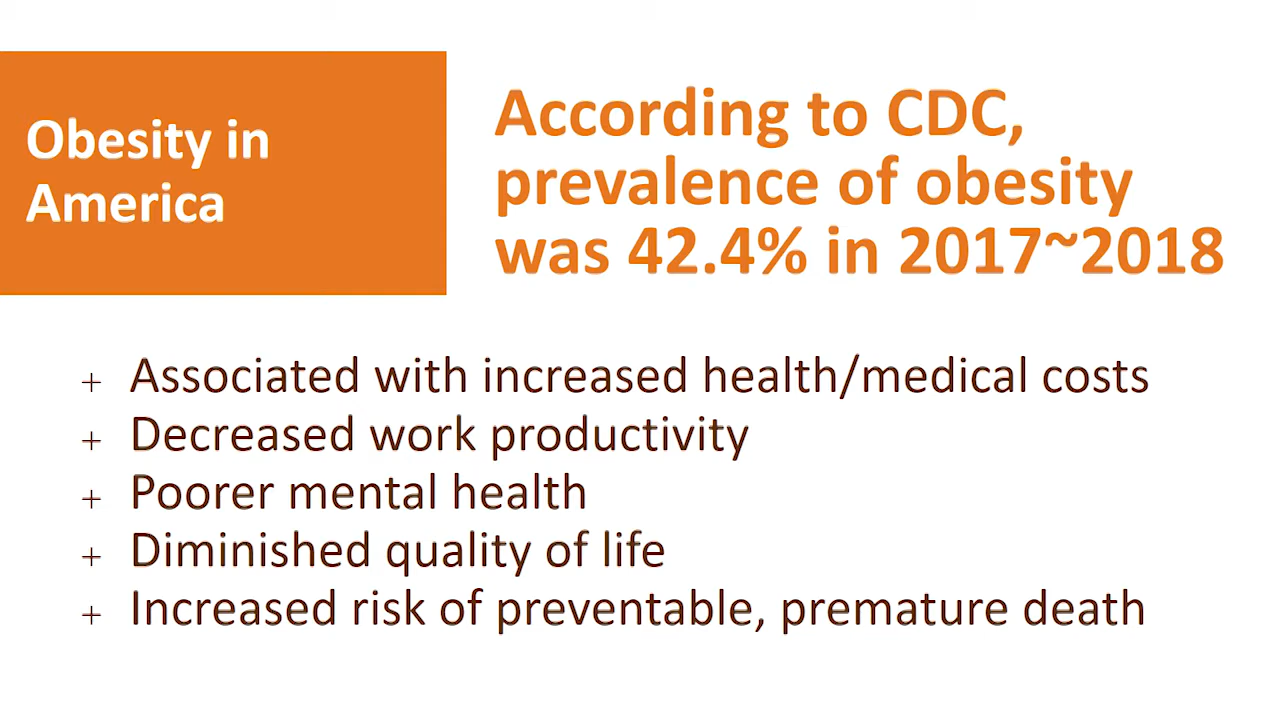 Obesity in
America
According to CDC,
prevalence of obesity
was 42.4% in 2017~2018
+ Associated with increased health/medical costs
+ Decreased work productivity
+ Poorer mental health
+ Diminished quality of life
+ Increased risk of preventable, premature death